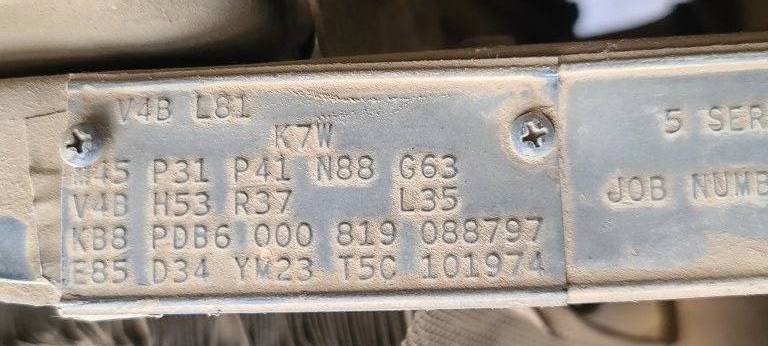 V4B L81
K7W
M45 P31 P41 N88 G63
V4B H53 R37 L35
KB8 PDB6 000 819 088797
E85 D34 YM23 T5C 101974
5 SER
JOB NUMB